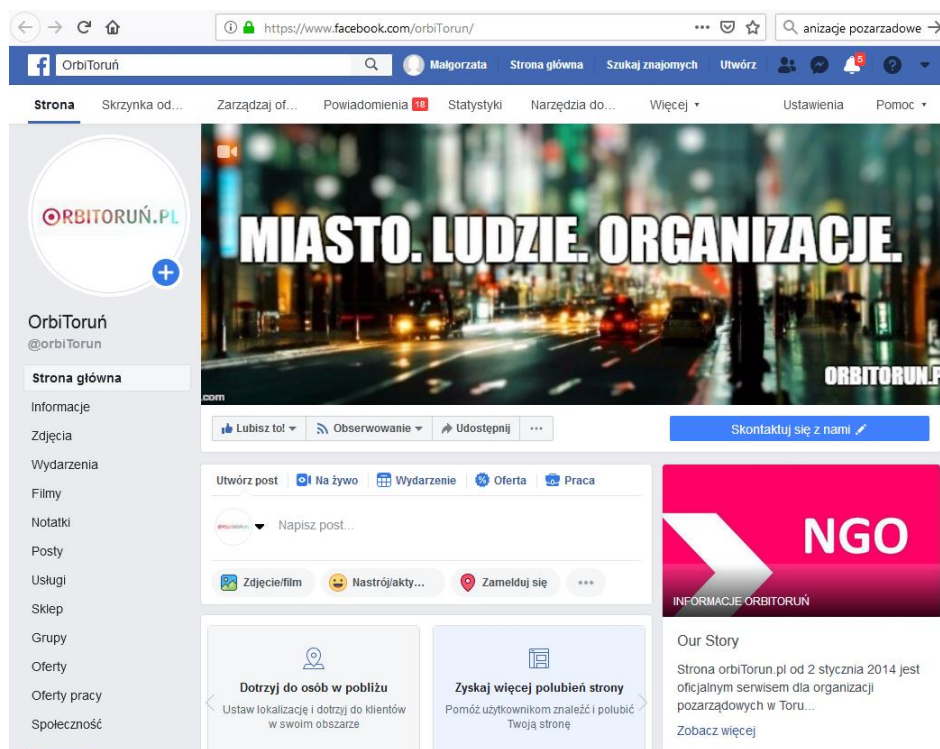 https://www.facebook.com/orbiTorun/
anizacje pozarzadowe
OrbiToruń
Małgorzata Strona główna Szukaj znajomych Utwórz 5
Strona Skrzynka od... Zarządzaj of... Powiadomienia 18 Statystyki Narzędzia do... Więcej Ustawienia Pomoc
ORBITORUŃ.PL
MIASTO. LUDZIE. ORGANIZACJE.
ORBITORUN.P
.com
OrbiToruń
@orbiTorun
Strona główna
Informacje
Zdjęcia
Wydarzenia
Filmy
Notatki
Posty
Usługi
Sklep
Grupy
Oferty
Oferty pracy
Społeczność
Lubisz to! Obserwowanie Udostępnij ...
Skontaktuj się z nami
Utwórz post Na żywo Wydarzenie Oferta Praca
Napisz post...
Zdjęcie/film Nastrój/akty... Zamelduj się
Dotrzyj do osób w pobliżu
Ustaw lokalizację i dotrzyj do klientów
w swoim obszarze
Zyskaj więcej polubień strony
Pomóż użytkownikom znaleźć i polubić
Twoją stronę
NGO
INFORMACJE ORBITORUŃ
Our Story
Strona orbiTorun.pl od 2 stycznia 2014 jest
oficjalnym serwisem dla organizacji
pozarządowych w Toru...
Zobacz więcej